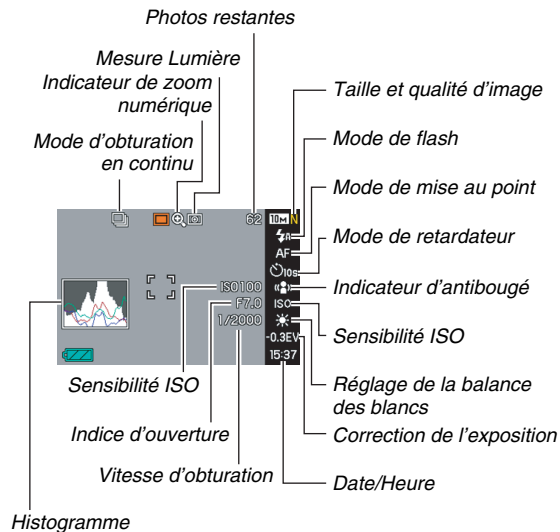 Photos restantes
Mesure Lumière
Indicateur de zoom
numérique
Mode d'obturation
en continu
Taille et qualité d'image
Mode de flash
Mode de mise au point
Mode de retardateur
Indicateur d'antibougé
Sensibilité ISO
Réglage de la balance
des blancs
Correction de l'exposition
Date/Heure
62
10M N
A
AF
10s
ISO
-0.3EV
15:37
ISO100
F7.0
1/2000
Sensibilité ISO
Indice d'ouverture
Vitesse d'obturation
Histogramme